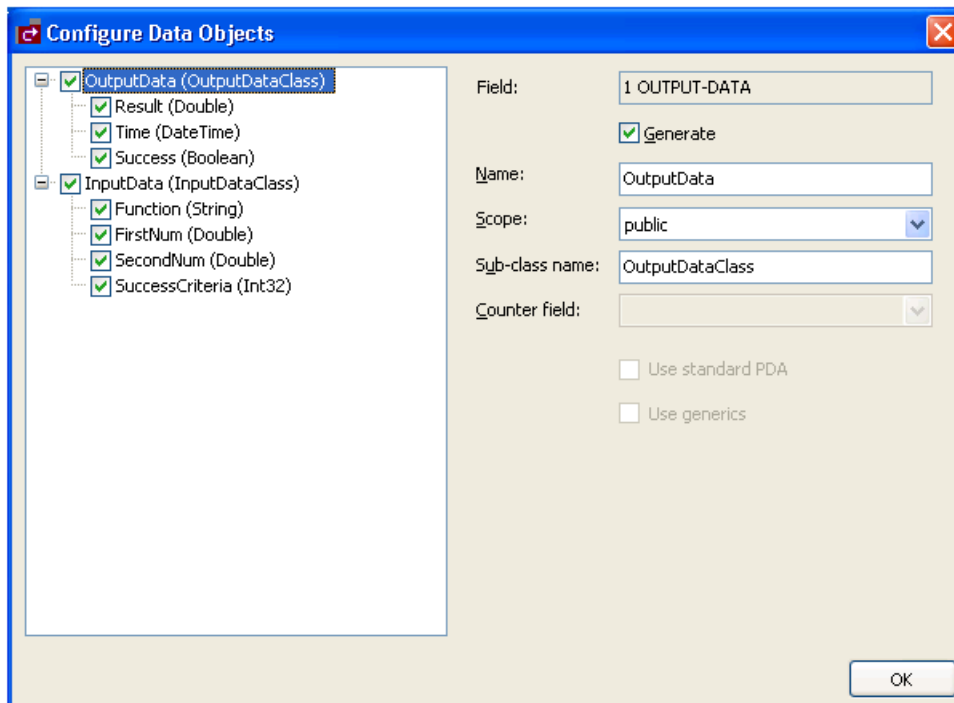 Configure Data Objects
OutputData (OutputDataClass)
Result (Double)
Time (DateTime)
Success (Boolean)
InputData (InputDataClass)
Function (String)
FirstNum (Double)
SecondNum (Double)
SuccessCriteria (Int32)
Field: 1 OUTPUT-DATA
Generate
Name: OutputData
Scope: public
Sub-class name: OutputDataClass
Counter field:
Use standard PDA
Use generics
OK